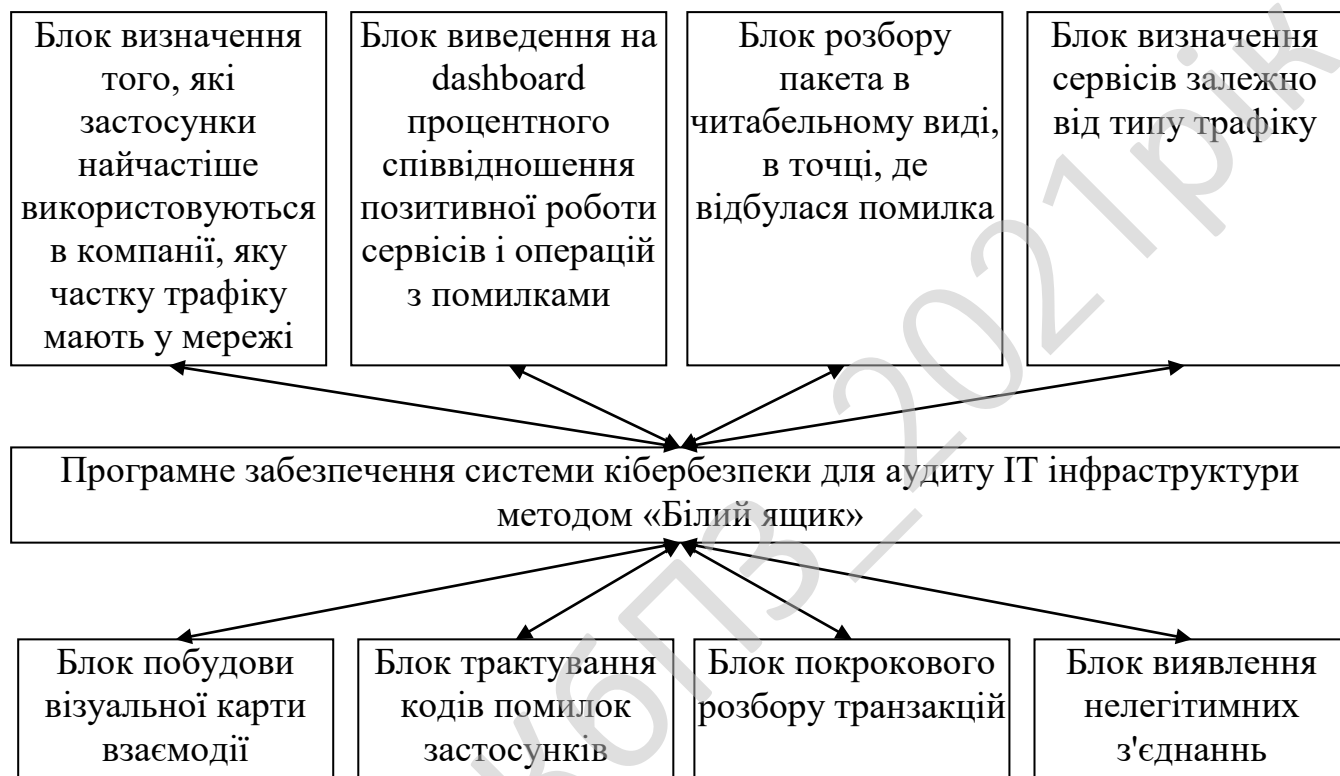 Блок визначення
того, які
застосунки
найчастіше
використовуються
в компанії, яку
частку трафіку
мають у мережі
Блок виведення на
dashboard
процентного
співвідношення
позитивної роботи
сервісів і операцій
з помилками
Блок розбору
пакета в
читабельному виді,
в точці, де
відбулася помилка
Блок визначення
сервісів залежно
від типу трафіку
Програмне забезпечення системи кібербезпеки для аудиту ІТ інфраструктури
методом «Білий ящик»
Блок побудови
візуальної карти
взаємодії
Блок трактування
кодів помилок
застосунків
Блок покрокового
розбору транзакцій
Блок виявлення
нелегітимних
з'єднаннь
КбПЗ_2021рік